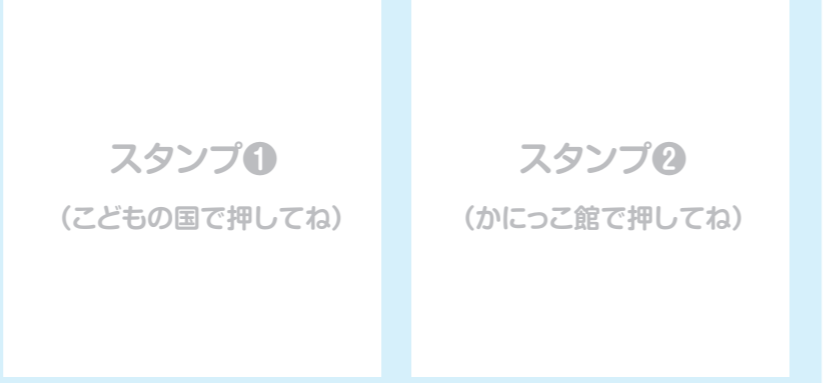 スタンプ❶
（こどもの国で押してね）
スタンプ❷
（かにっこ館で押してね）